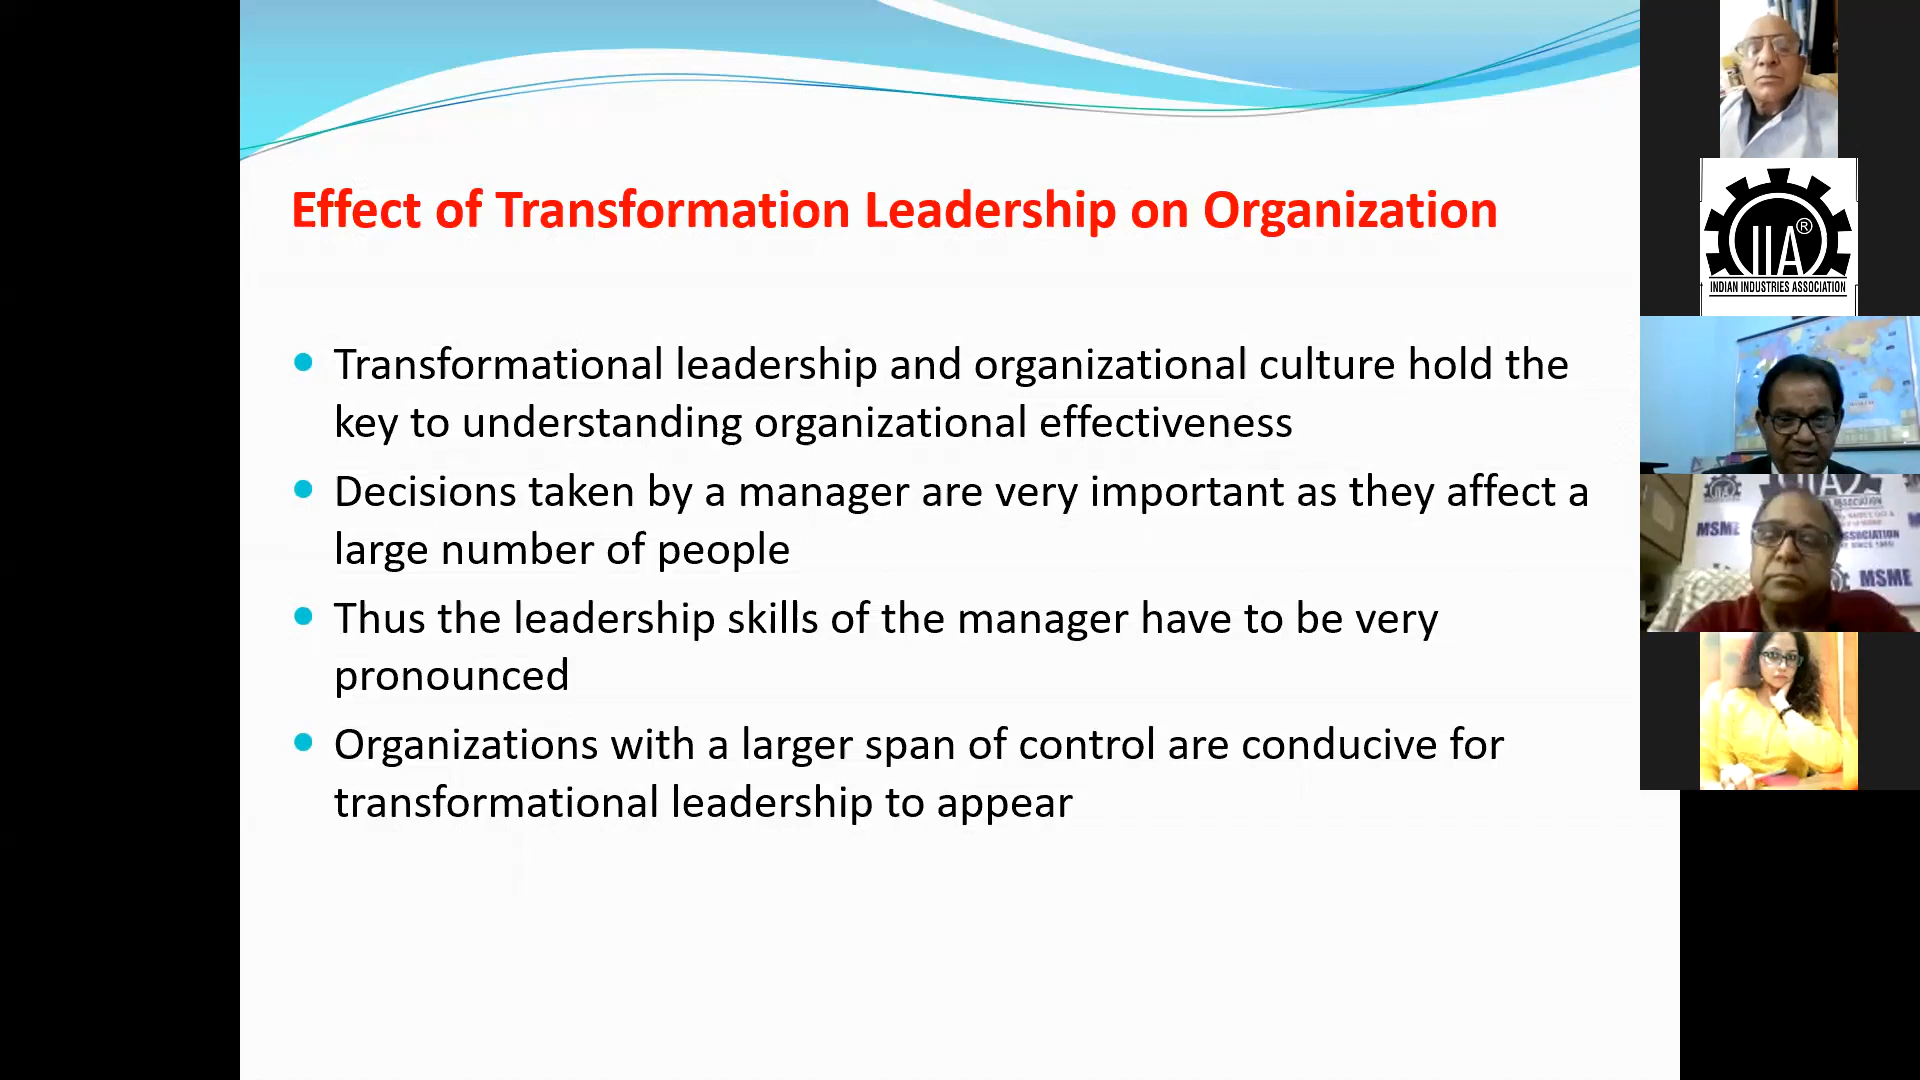 Effect of Transformation Leadership on Organization
Transformational leadership and organizational culture hold the
key to understanding organizational effectiveness
Decisions taken by a manager are very important as they affect a
large number of people
Thus the leadership skills of the manager have to be very
pronounced
Organizations with a larger span of control are conducive for
transformational leadership to appear
IIA®
INDIAN INDUSTRIES ASSOCIATION
MSME
MSME